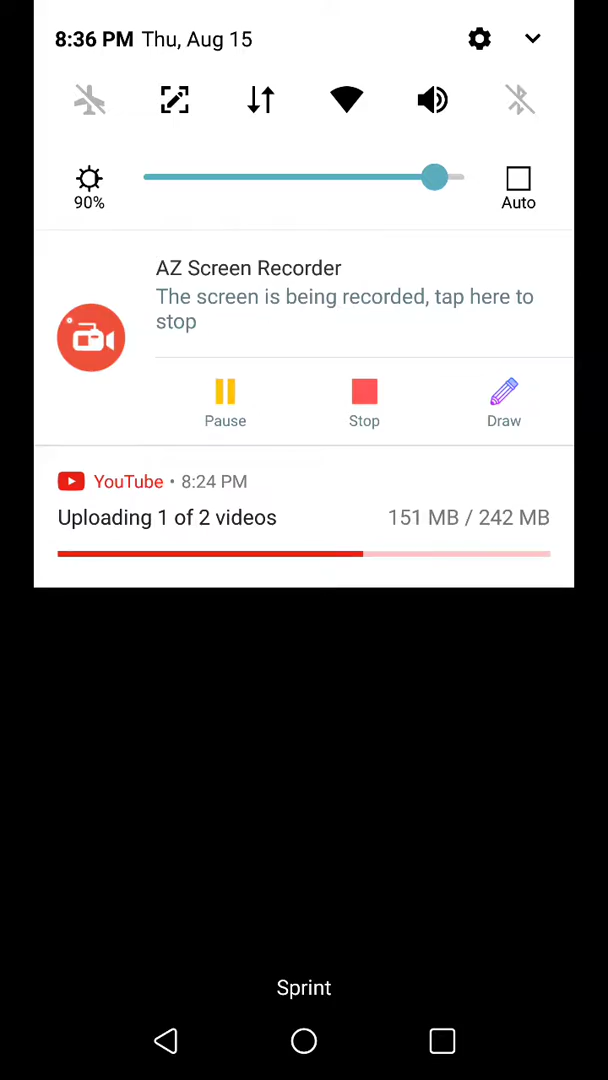 8:36 PM Thu, Aug 15
90%
Auto
AZ Screen Recorder
The screen is being recorded, tap here to
stop
Pause
Stop
Draw
YouTube • 8:24 PM
Uploading 1 of 2 videos
151 MB / 242 MB
Sprint